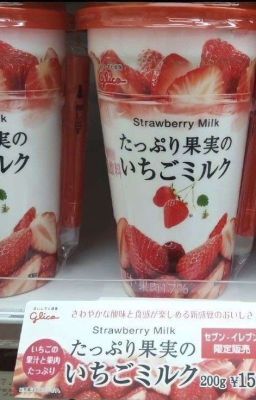 Glico
Strawberry Milk
たっぷり果実の
いちごミルク
Glico
さわやかな酸味と食感が楽しめる新感覚のおいしさ
Strawberry Milk
セブン-イレブン
限定販売
いちごの
果汁と果肉
たっぷり
たっぷり果実の
いちごミルク
200g ¥15